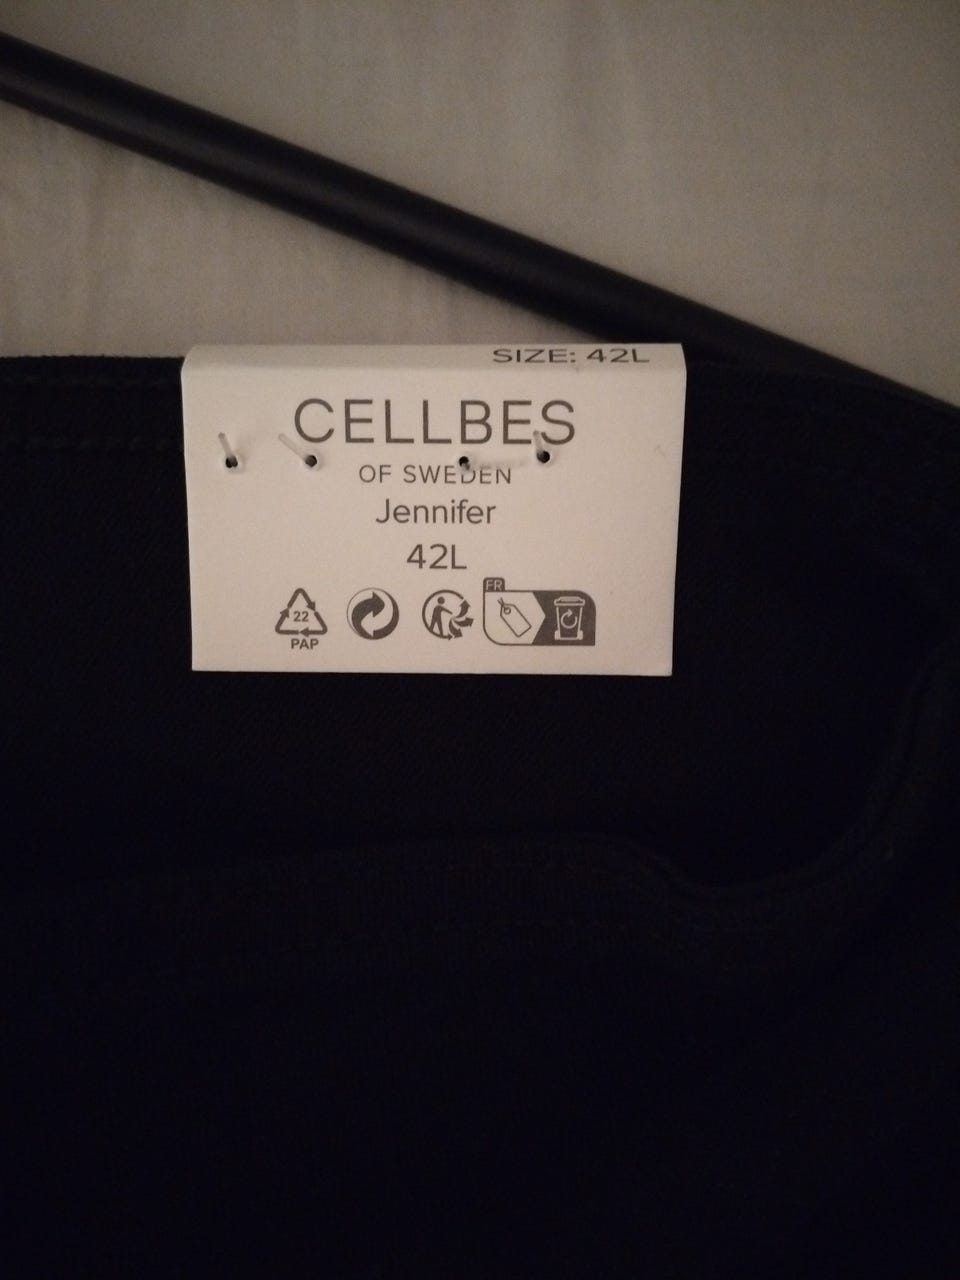 SIZE: 42L
CELLBES
OF SWEDEN
Jennifer
42L
FR
22
PAP